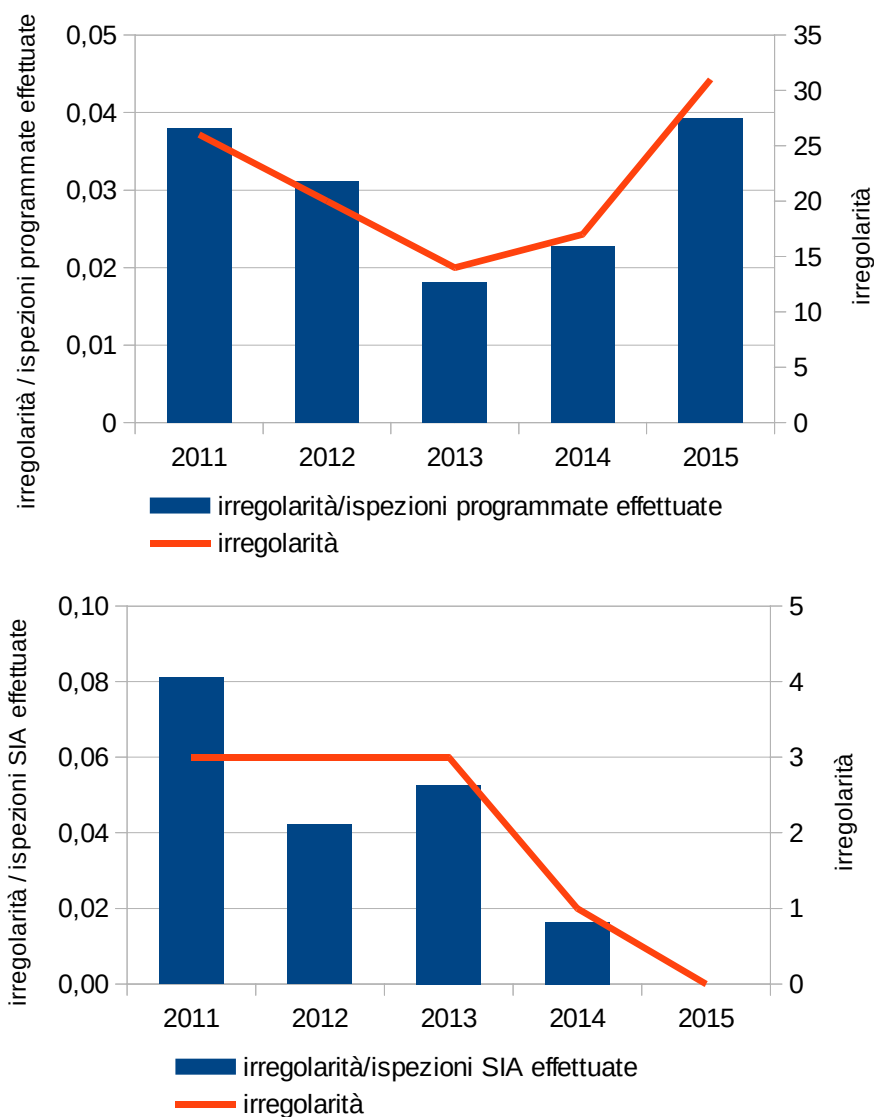 irregolarità / ispezioni programmate effettuate
0,05
0,04
0,03
0,02
0,01
0
35
30
25
20
15
10
5
0
irregolarità
2011 2012 2013 2014 2015
irregolarità/ispezioni programmate effettuate
irregolarità
irregolarità / ispezioni SIA effettuate
0,10
0,08
0,06
0,04
0,02
0,00
5
4
3
2
1
0
irregolarità
2011 2012 2013 2014 2015
irregolarità/ispezioni SIA effettuate
irregolarità